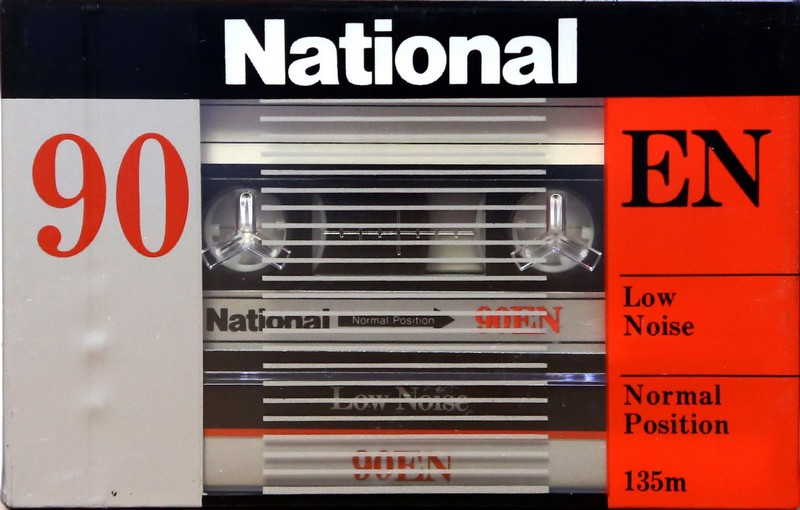 National
90
EN
Low
Noise
Normal
Position
135m
National Normal Position 90EN
Low Noise
90EN